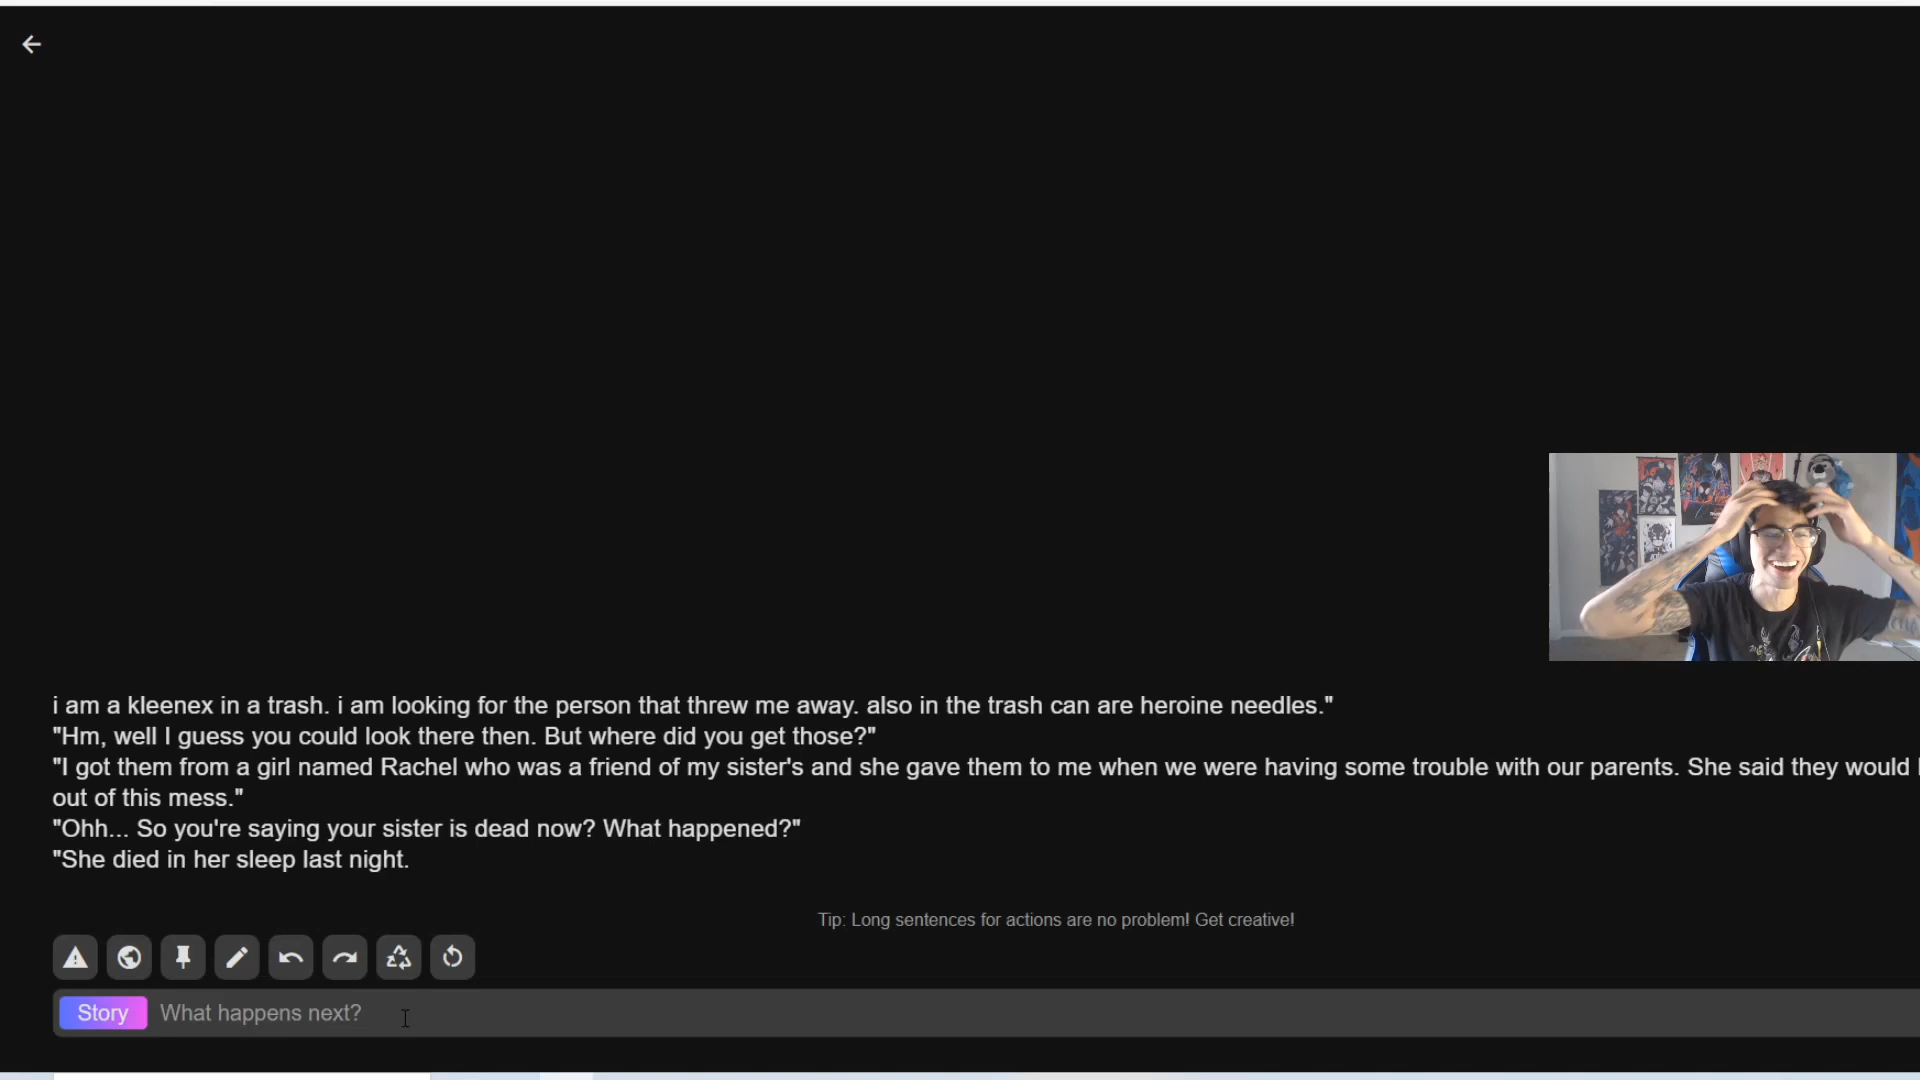 i am a kleenex in a trash. i am looking for the person that threw me away. also in the trash can are heroine needles."
"Hm, well I guess you could look there then. But where did you get those?"
"I got them from a girl named Rachel who was a friend of my sister's and she gave them to me when we were having some trouble with our parents. She said they would
out of this mess."
"Ohh... So you're saying your sister is dead now? What happened?"
"She died in her sleep last night.
Tip: Long sentences for actions are no problem! Get creative!
Story What happens next?